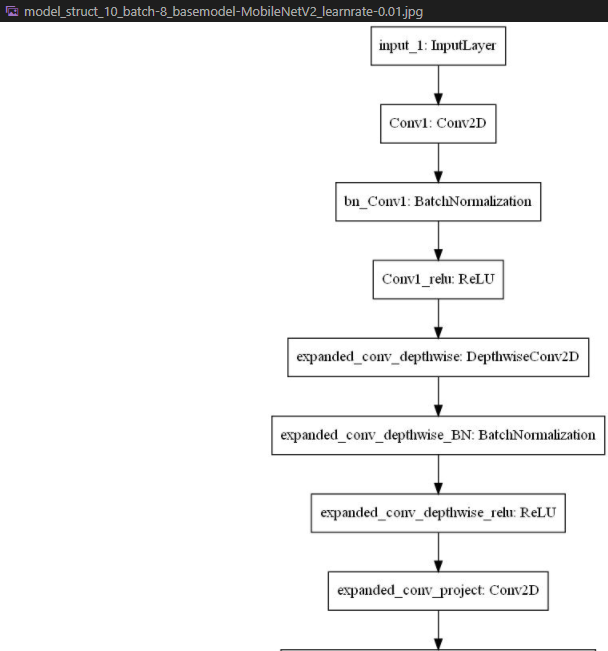 model_struct_10_batch-8_basemodel-MobileNetV2_learnrate-0.01.jpg
input_1: InputLayer
Conv1: Conv2D
bn_Conv1: BatchNormalization
Conv1_relu: ReLU
expanded_conv_depthwise: DepthwiseConv2D
expanded_conv_depthwise_BN: BatchNormalization
expanded_conv_depthwise_relu: ReLU
expanded_conv_project: Conv2D